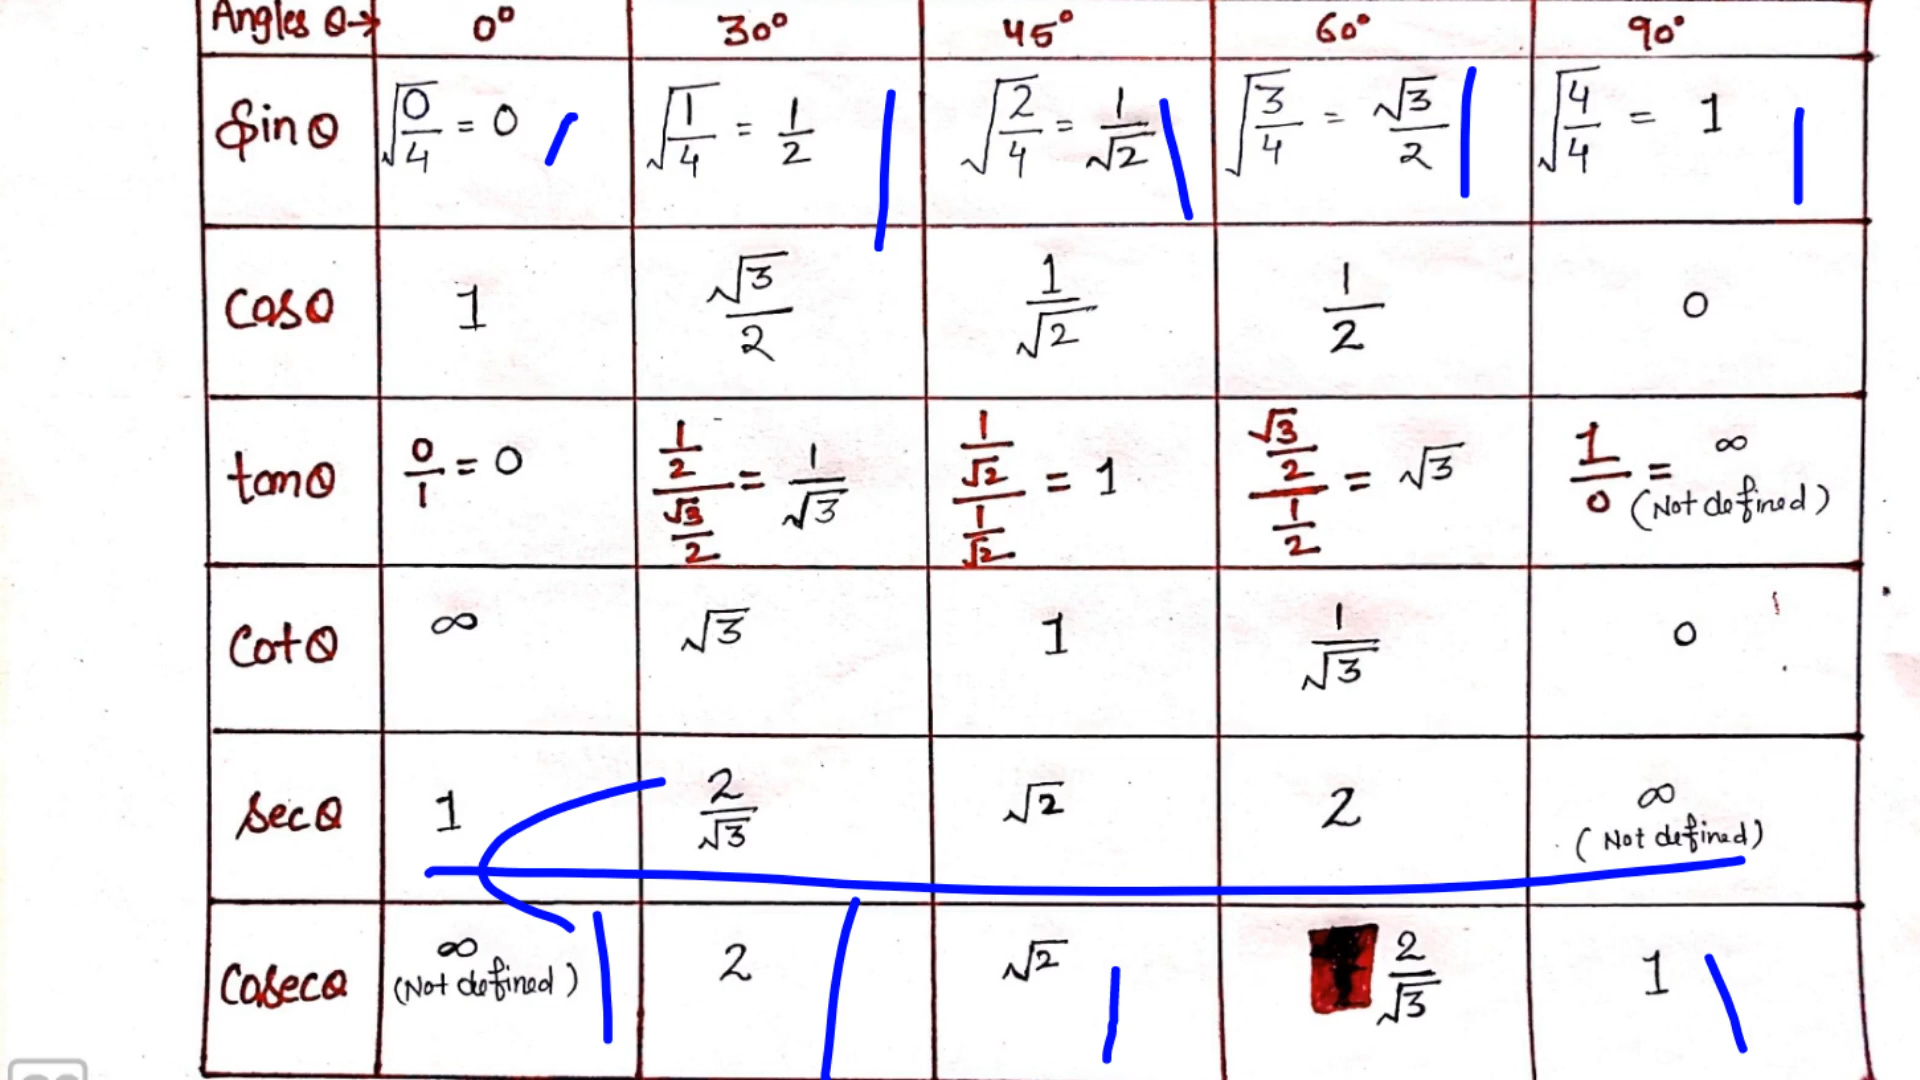 Angles θ→ 0° 30° 45° 60° 90°
Sinθ √0/4 = 0 √1/4 = 1/2 √2/4 = 1/√2 √3/4 = √3/2 √4/4 = 1
Cosθ 1 √3/2 1/√2 1/2 0
tanθ 0/1 = 0 1/2/√3/2 = 1/√3 1/√2/1/√2 = 1 √3/2/1/2 = √3 1/0 = ∞ (Not defined)
Cotθ ∞ √3 1 1/√3 0
Secθ 1 2/√3 √2 2 ∞ (Not defined)
Cosecθ ∞ (Not defined) 2 √2 2/√3 1